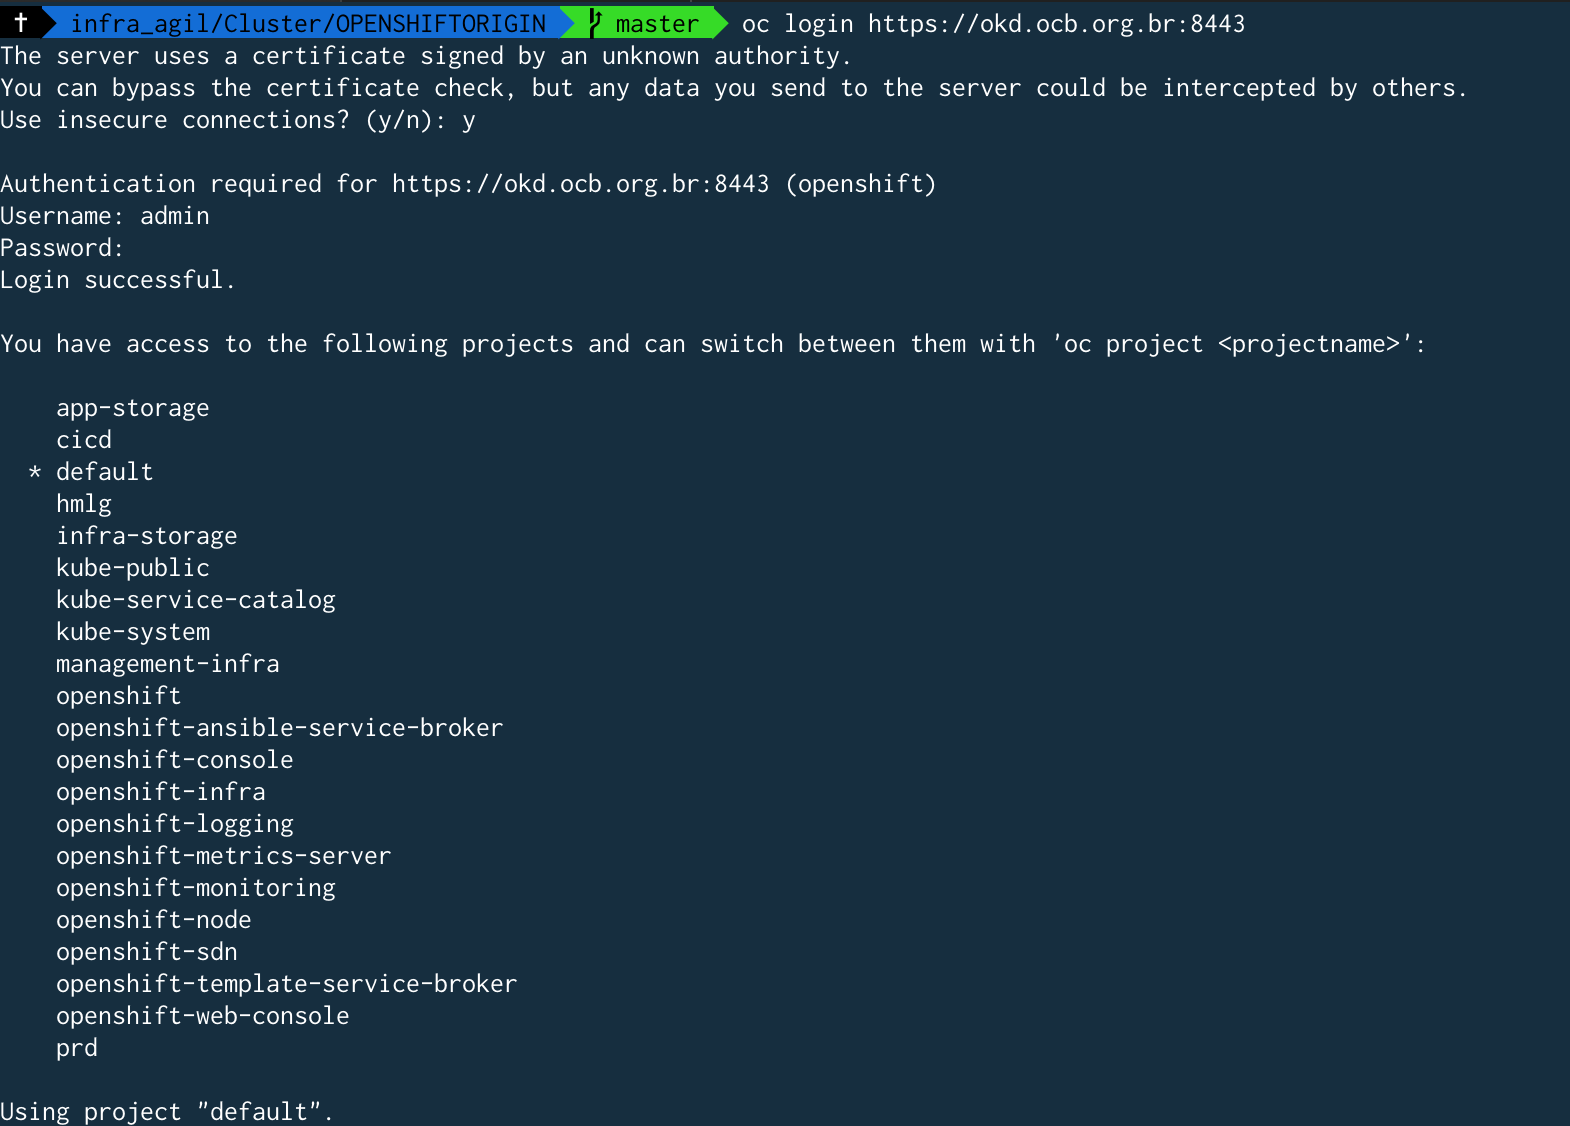 † infra_agil/Cluster/OPENSHIFTORIGIN master oc login https://okd.ocb.org.br:8443
The server uses a certificate signed by an unknown authority.
You can bypass the certificate check, but any data you send to the server could be intercepted by others.
Use insecure connections? (y/n): y
Authentication required for https://okd.ocb.org.br:8443 (openshift)
Username: admin
Password:
Login successful.
You have access to the following projects and can switch between them with 'oc project <projectname>':
app-storage
cicd
* default
hmlg
infra-storage
kube-public
kube-service-catalog
kube-system
management-infra
openshift
openshift-ansible-service-broker
openshift-console
openshift-infra
openshift-logging
openshift-metrics-server
openshift-monitoring
openshift-node
openshift-sdn
openshift-template-service-broker
openshift-web-console
prd
Using project "default".